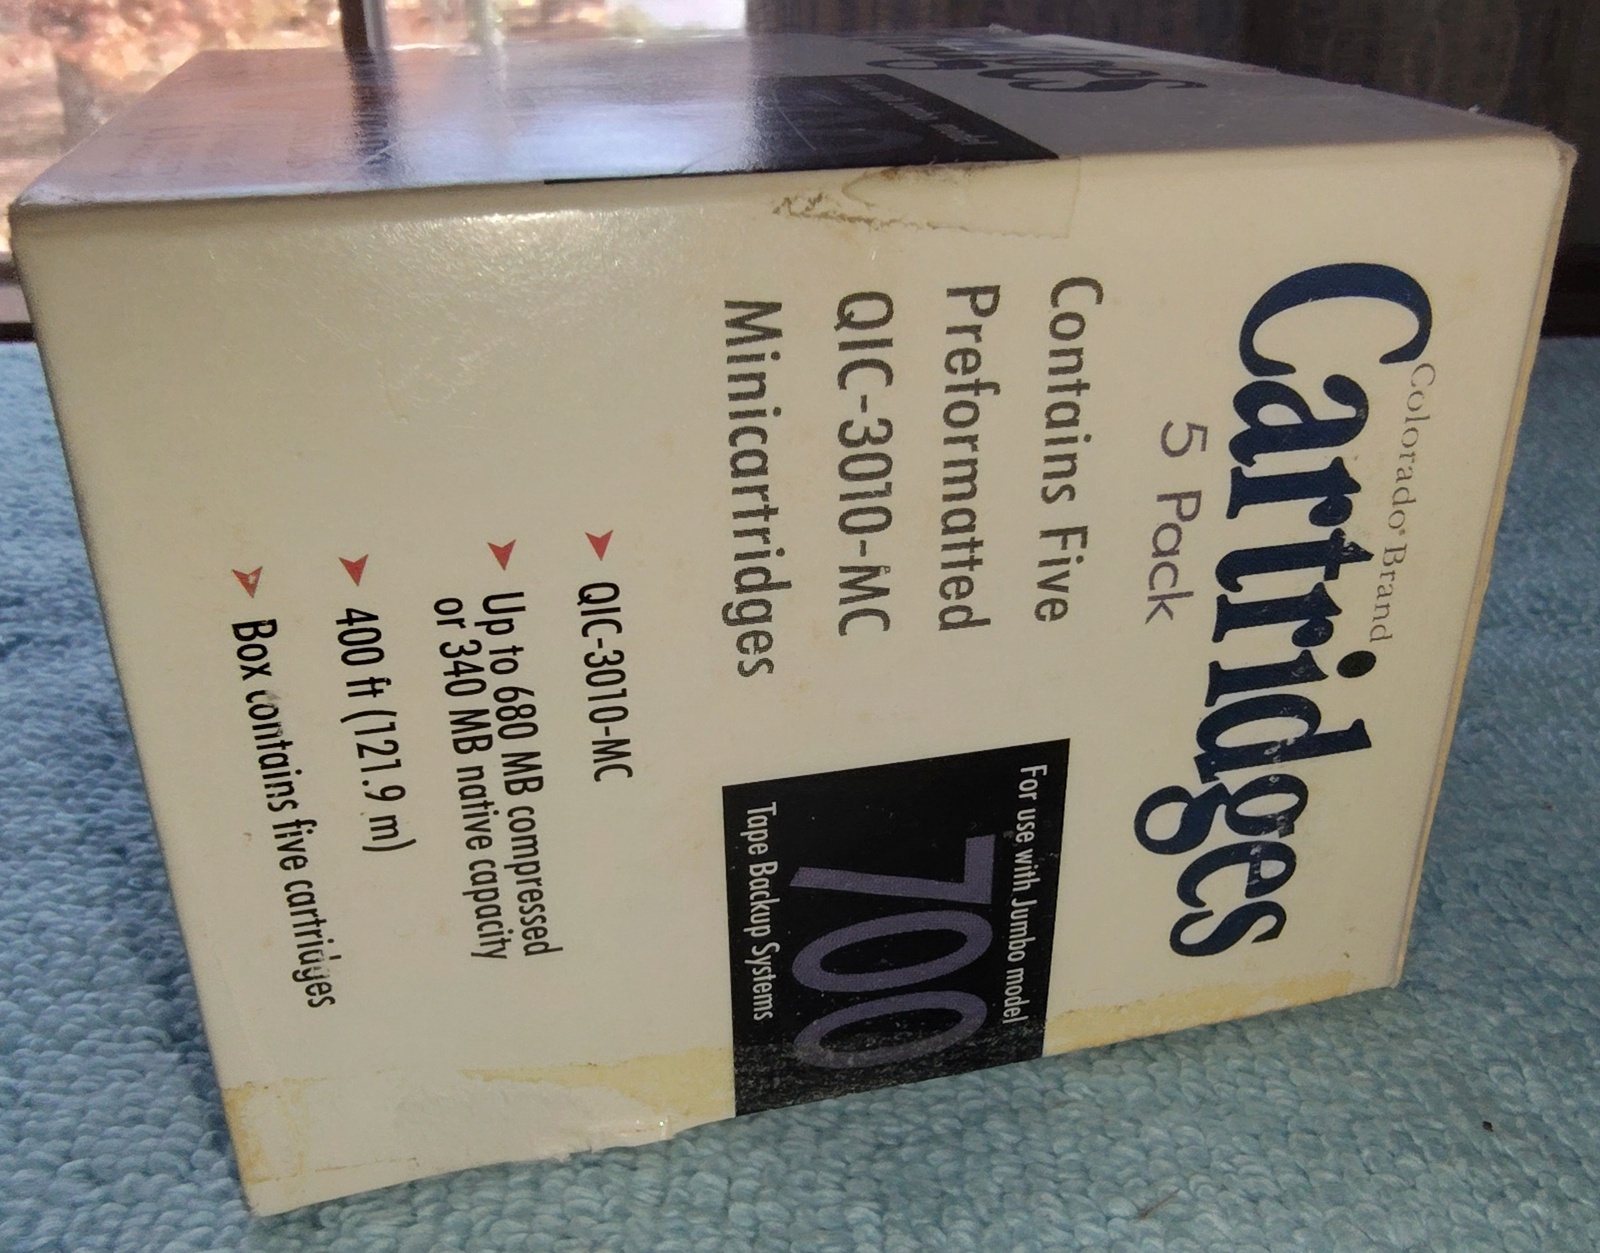 Colorado® Brand
Cartridges
5 Pack
Contains Five
Preformatted
QIC-3010-MC
Minicartridges
For use with Jumbo model
700
Tape Backup Systems
QIC-3010-MC
Up to 680 MB compressed
or 340 MB native capacity
400 ft (121.9 m)
Box contains five cartridges